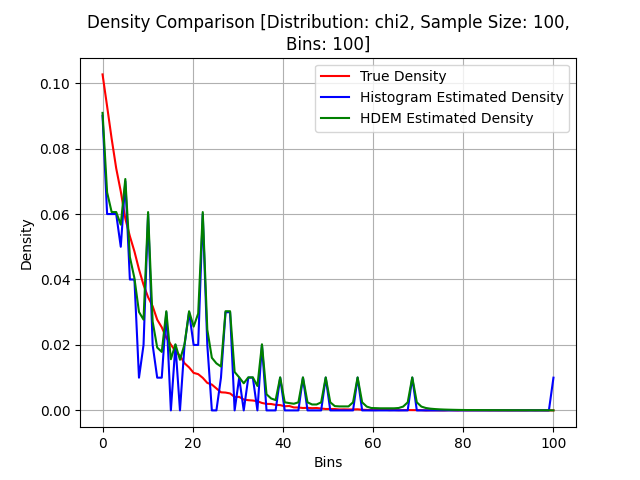 Density Comparison [Distribution: chi2, Sample Size: 100,
Bins: 100]
True Density
Histogram Estimated Density
HDEM Estimated Density
Density
0.10
0.08
0.06
0.04
0.02
0.00
0 20 40 60 80 100
Bins